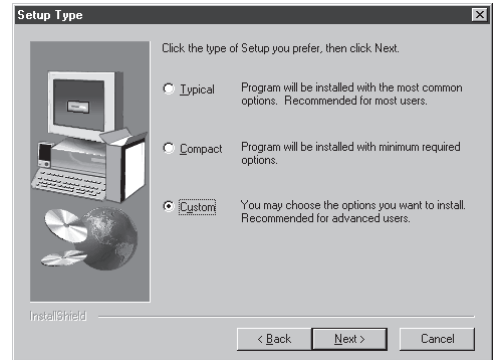 Setup Type
Click the type of Setup you prefer, then click Next.
Typical
Program will be installed with the most common
options. Recommended for most users.
Compact
Program will be installed with minimum required
options.
Custom
You may choose the options you want to install.
Recommended for advanced users.
InstallShield
< Back
Next >
Cancel